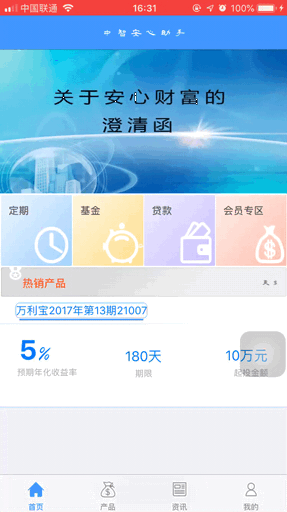 中国联通
16:31
中智安心助手
关于安心财富的
澄清函
定期
基金
贷款
会员专区
热销产品
更多
万利宝2017年第13期21007
5%
180天
10万元
预期年化收益率
期限
起投金额
首页
产品
资讯
我的